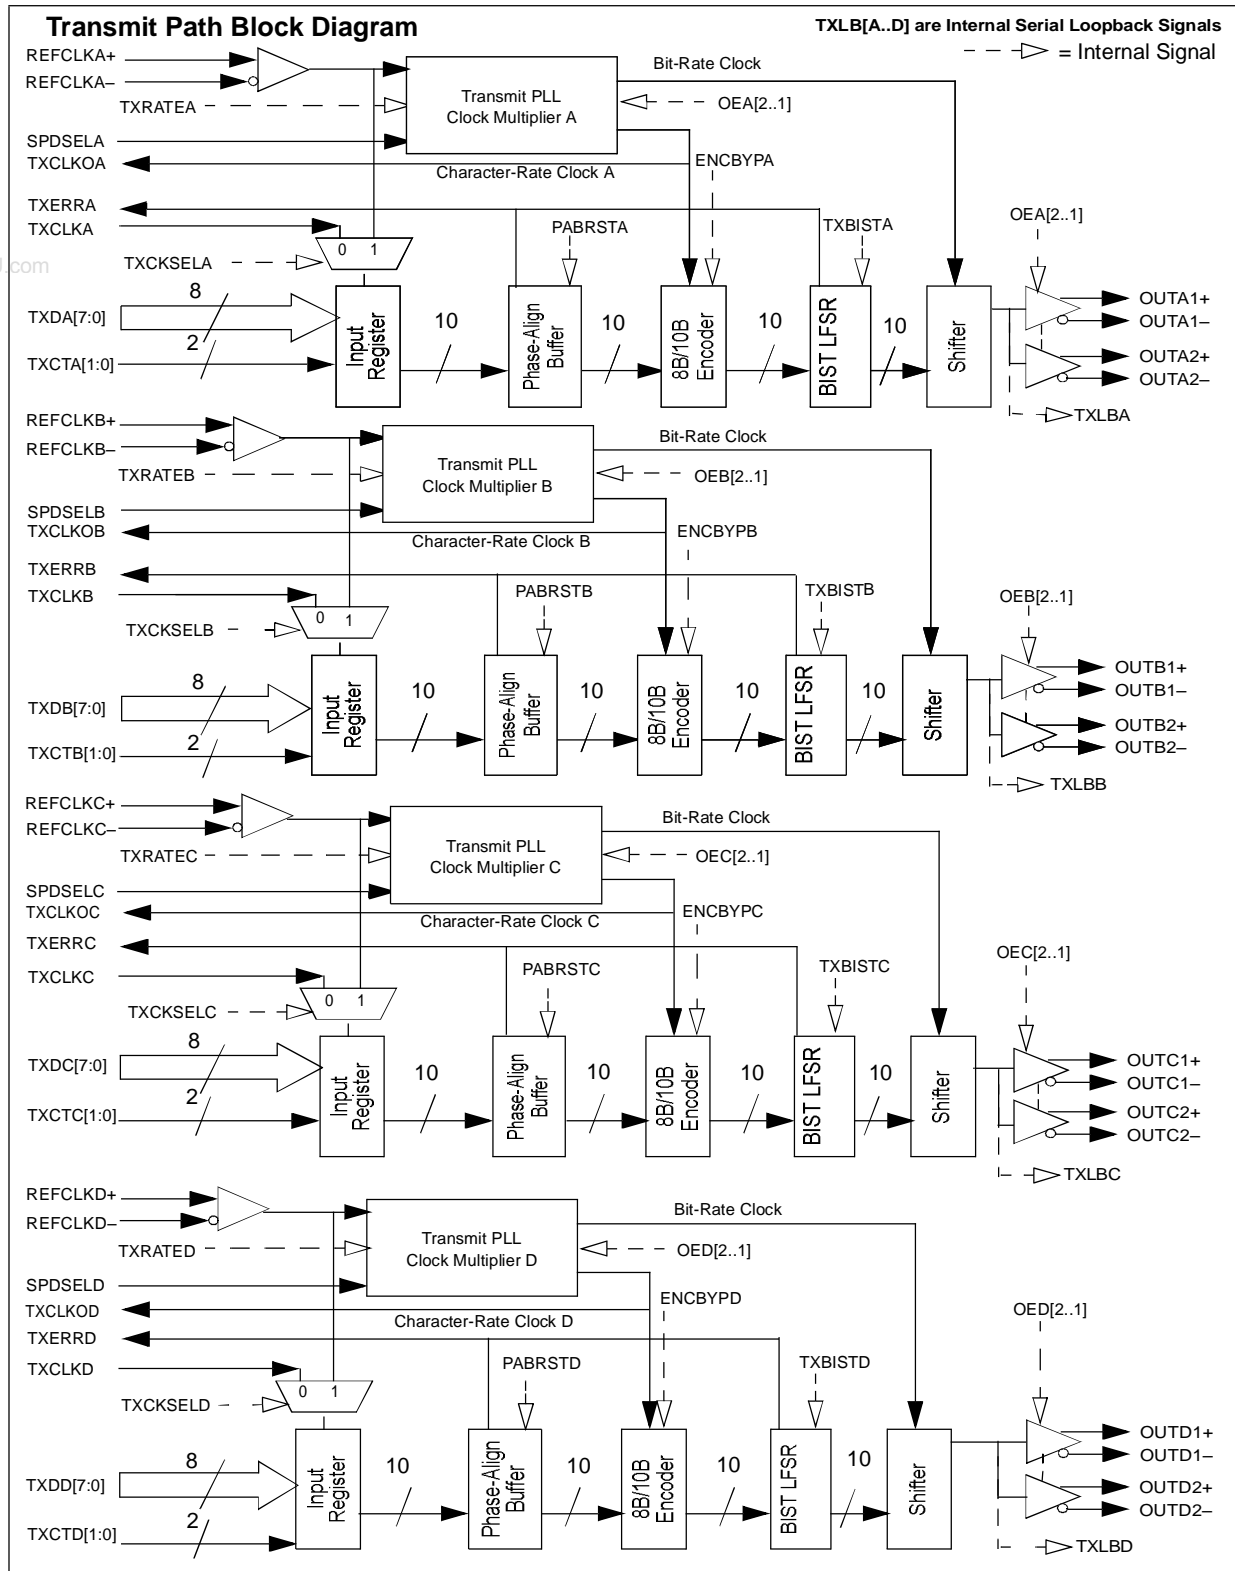 Transmit Path Block Diagram
TXLB[A..D] are Internal Serial Loopback Signals
= Internal Signal
REFCLKA+
REFCLKA–
TXRATEA
SPDSELA
TXCLKOA
TXERRA
TXCLKA
TXCKSELA
TXDA[7:0]
TXCTA[1:0]
Transmit PLL
Clock Multiplier A
Bit-Rate Clock
OEA[2..1]
Character-Rate Clock A
ENCBYPA
PABRSTA
TXBISTA
OEA[2..1]
0 1
8
2
Input
Register
10
Phase-Align
Buffer
10
8B/10B
Encoder
10
BIST LFSR
10
Shifter
OUTA1+
OUTA1–
OUTA2+
OUTA2–
TXLBA
.com
REFCLKB+
REFCLKB–
TXRATEB
SPDSELB
TXCLKOB
TXERRB
TXCLKB
TXCKSELB
TXDB[7:0]
TXCTB[1:0]
Transmit PLL
Clock Multiplier B
Bit-Rate Clock
OEB[2..1]
Character-Rate Clock B
ENCBYPB
PABRSTB
TXBISTB
OEB[2..1]
0 1
8
2
Input
Register
10
Phase-Align
Buffer
10
8B/10B
Encoder
10
BIST LFSR
10
Shifter
OUTB1+
OUTB1–
OUTB2+
OUTB2–
TXLBB
REFCLKC+
REFCLKC–
TXRATEC
SPDSELC
TXCLKOC
TXERRC
TXCLKC
TXCKSELC
TXDC[7:0]
TXCTC[1:0]
Transmit PLL
Clock Multiplier C
Bit-Rate Clock
OEC[2..1]
Character-Rate Clock C
ENCBYPC
PABRSTC
TXBISTC
OEC[2..1]
0 1
8
2
Input
Register
10
Phase-Align
Buffer
10
8B/10B
Encoder
10
BIST LFSR
10
Shifter
OUTC1+
OUTC1–
OUTC2+
OUTC2–
TXLBC
REFCLKD+
REFCLKD–
TXRATED
SPDSELD
TXCLKOD
TXERRD
TXCLKD
TXCKSELD
TXDD[7:0]
TXCTD[1:0]
Transmit PLL
Clock Multiplier D
Bit-Rate Clock
OED[2..1]
Character-Rate Clock D
ENCBYPD
PABRSTD
TXBISTD
OED[2..1]
0 1
8
2
Input
Register
10
Phase-Align
Buffer
10
8B/10B
Encoder
10
BIST LFSR
10
Shifter
OUTD1+
OUTD1–
OUTD2+
OUTD2–
TXLBD